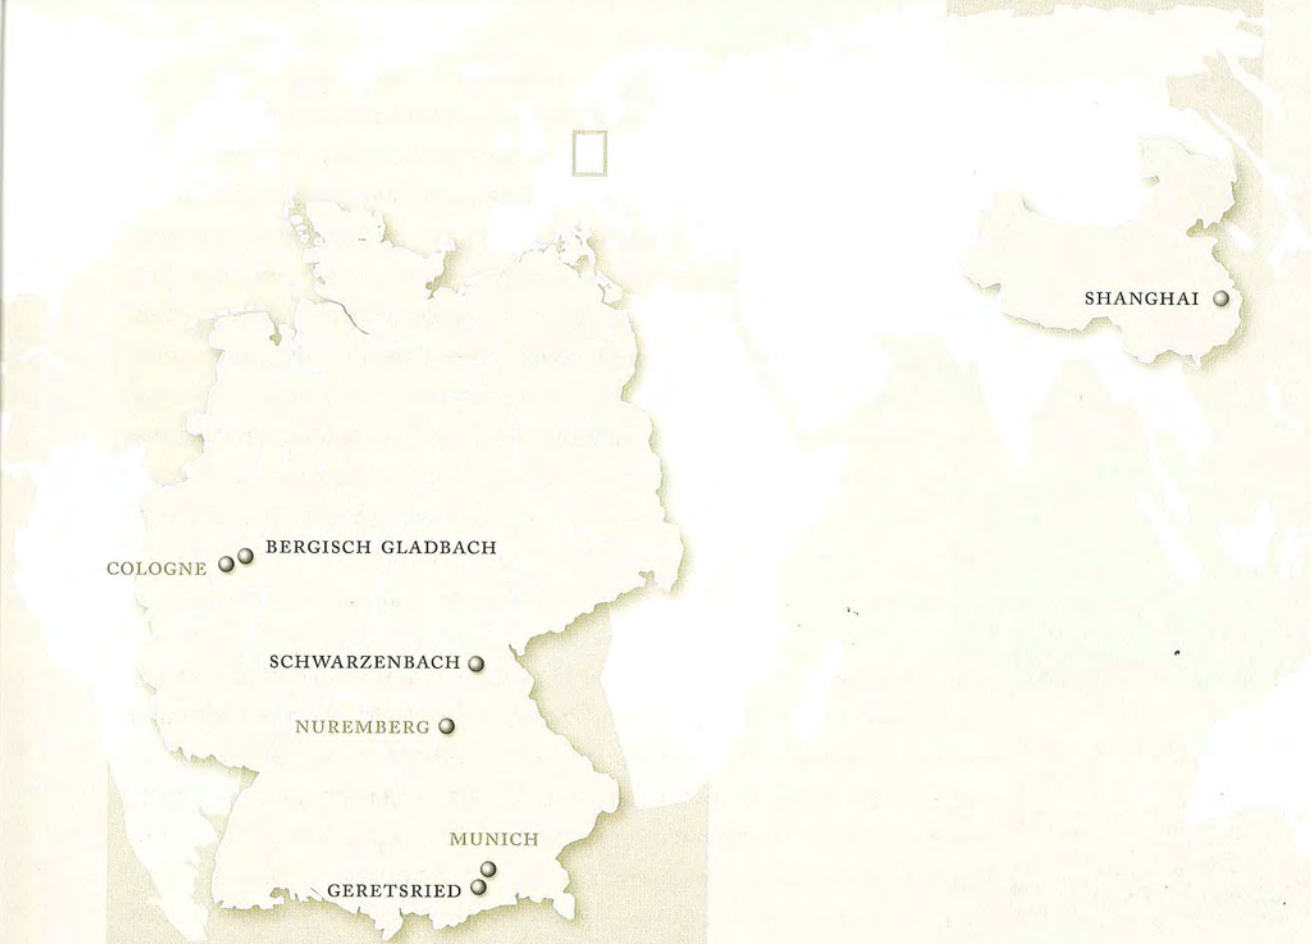 SHANGHAI
BERGISCH GLADBACH
COLOGNE
SCHWARZENBACH
NUREMBERG
MUNICH
GERETSRIED